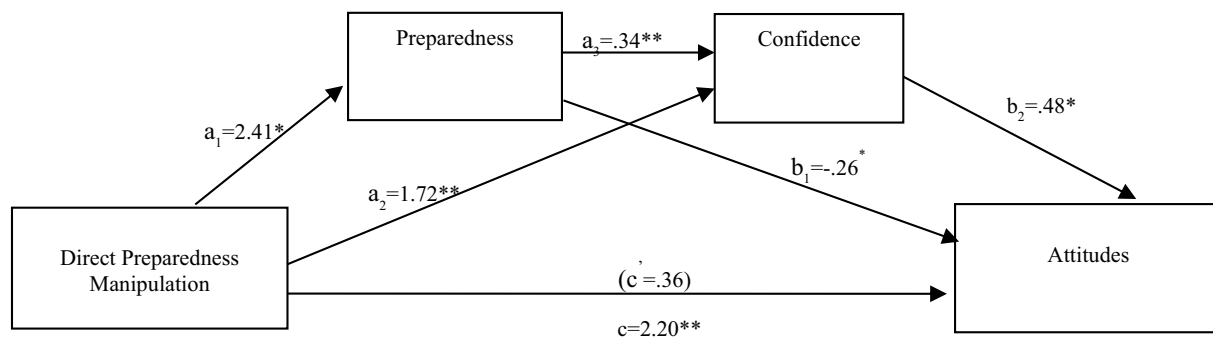 Preparedness
a3=.34**
Confidence
a1=2.41*
b2=.48*
a2=1.72**
b1=-.26*
Direct Preparedness
Manipulation
(c'=.36)
Attitudes
c=2.20**